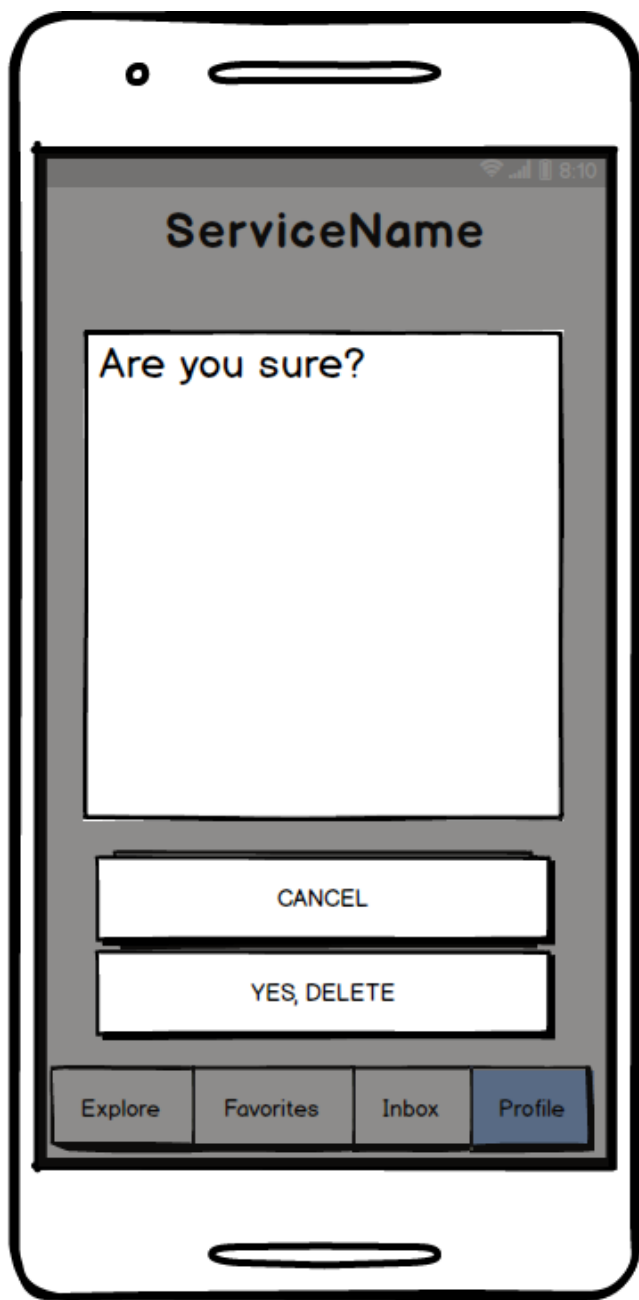 8:10
ServiceName
Are you sure?
CANCEL
YES, DELETE
Explore Favorites Inbox Profile